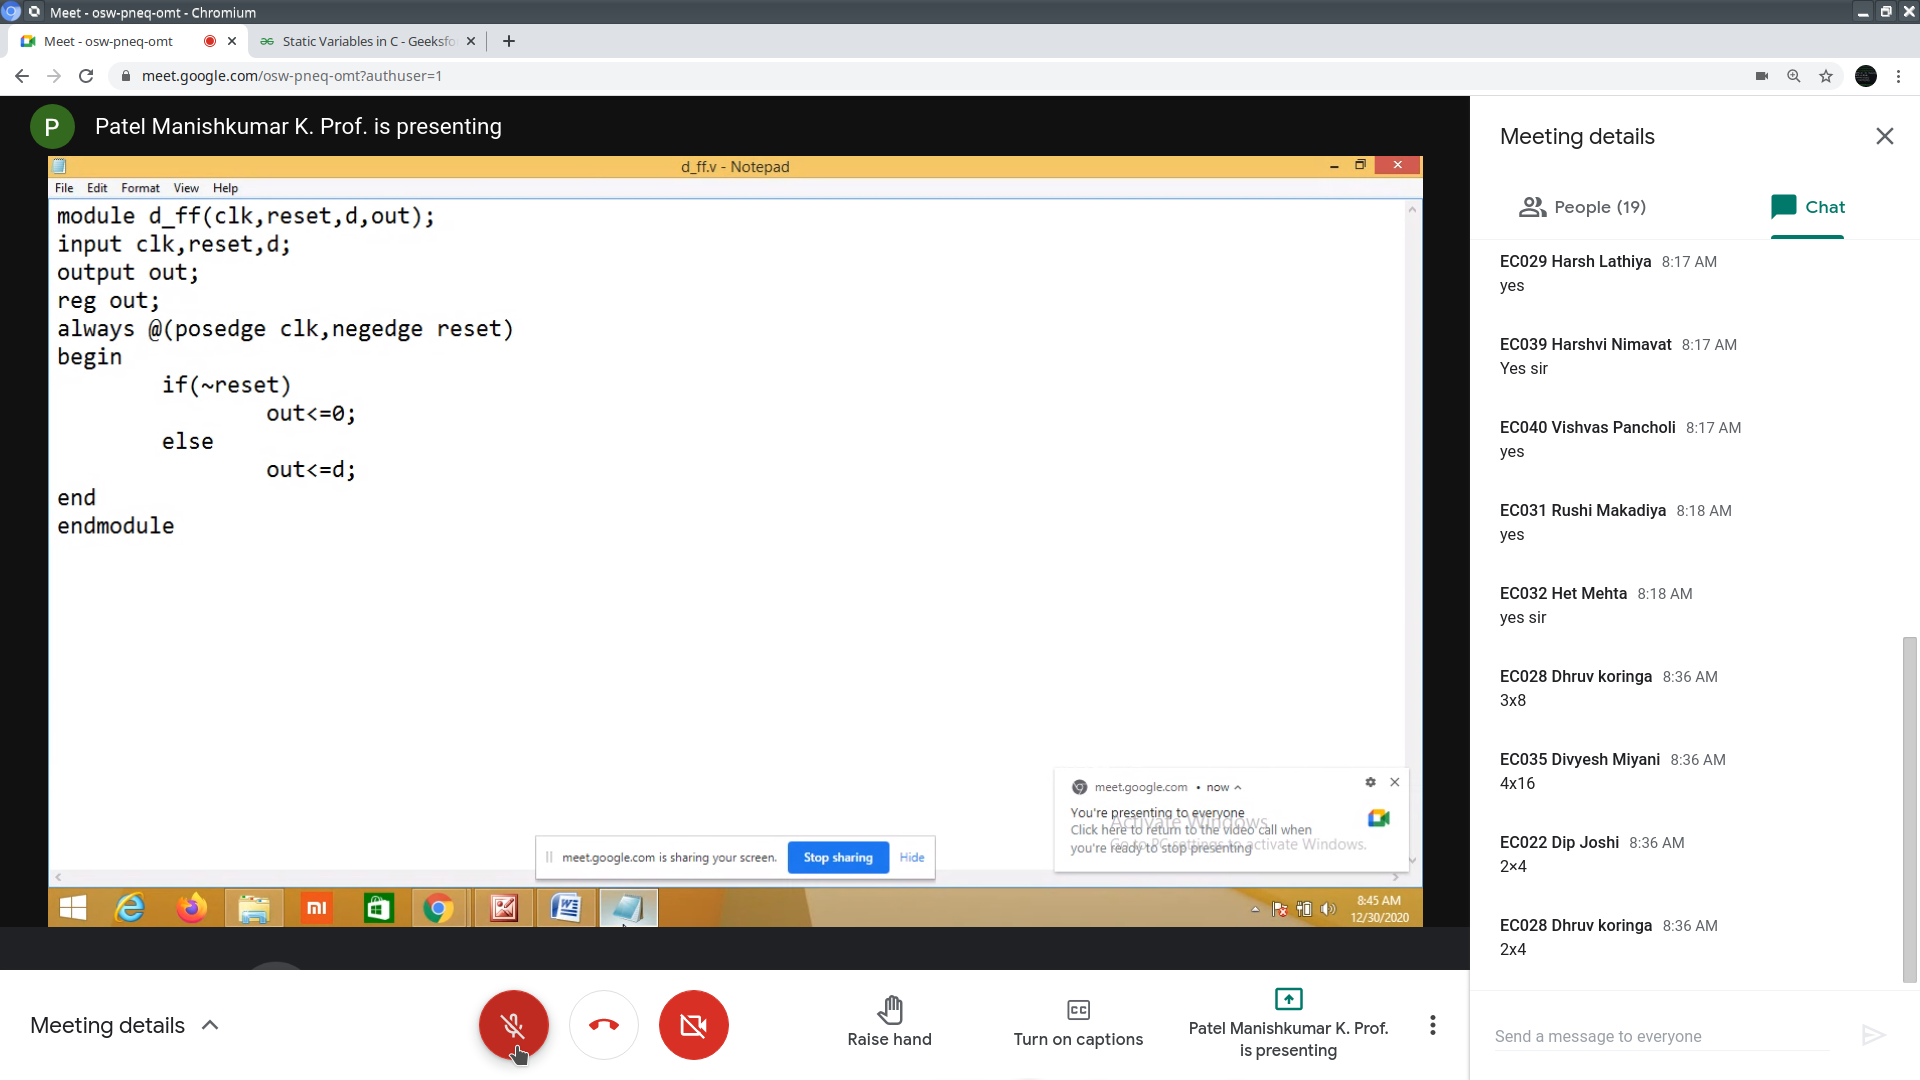 Meet - osw-pneq-omt - Chromium
Meet - osw-pneq-omt
Static Variables in C - Geeksfo
meet.google.com/osw-pneq-omt?authuser=1
P
Patel Manishkumar K. Prof. is presenting
d_ff.v - Notepad
File Edit Format View Help
module d_ff(clk,reset,d,out);
input clk,reset,d;
output out;
reg out;
always @(posedge clk,negedge reset)
begin
if(~reset)
out<=0;
else
out<=d;
end
endmodule
meet.google.com • now
You're presenting to everyone
Click here to return to the video call when
you're ready to stop presenting
Activate Windows
Go to PC settings to activate Windows.
meet.google.com is sharing your screen.
Stop sharing
Hide
mi
8:45 AM
12/30/2020
Meeting details
Raise hand
CC
Turn on captions
Patel Manishkumar K. Prof.
is presenting
Meeting details
People (19)
Chat
EC029 Harsh Lathiya 8:17 AM
yes
EC039 Harshvi Nimavat 8:17 AM
Yes sir
EC040 Vishvas Pancholi 8:17 AM
yes
EC031 Rushi Makadiya 8:18 AM
yes
EC032 Het Mehta 8:18 AM
yes sir
EC028 Dhruv koringa 8:36 AM
3x8
EC035 Divyesh Miyani 8:36 AM
4x16
EC022 Dip Joshi 8:36 AM
2×4
EC028 Dhruv koringa 8:36 AM
2x4
Send a message to everyone